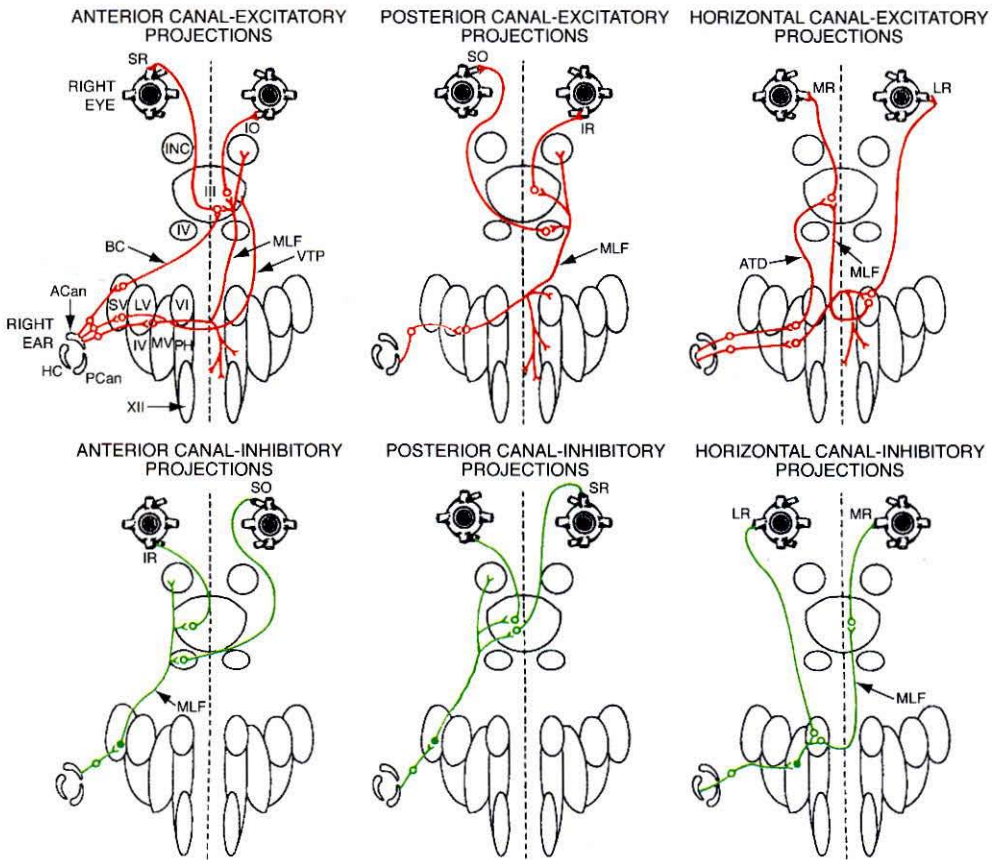 ANTERIOR CANAL-EXCITATORY
PROJECTIONS
SR
RIGHT
EYE
IO
INC
III
IV
BC
MLF
VTP
ACan
SV
LV
VI
RIGHT
EAR
IV
MV
PH
HC
PCan
XII
POSTERIOR CANAL-EXCITATORY
PROJECTIONS
SO
IR
MLF
HORIZONTAL CANAL-EXCITATORY
PROJECTIONS
MR
LR
ATD
MLF
ANTERIOR CANAL-INHIBITORY
PROJECTIONS
SO
IR
MLF
POSTERIOR CANAL-INHIBITORY
PROJECTIONS
SR
HORIZONTAL CANAL-INHIBITORY
PROJECTIONS
LR
MR
MLF